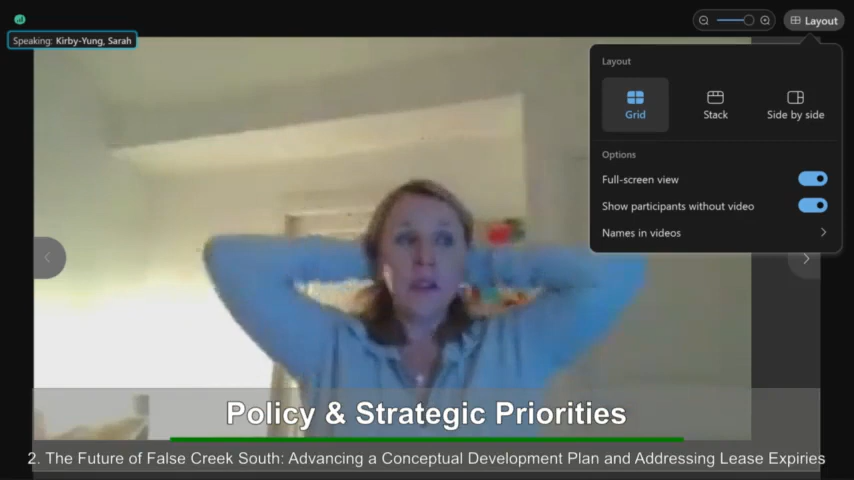 Layout
Speaking: Kirby-Yung, Sarah
Layout
Grid
Stack
Side by side
Options
Full-screen view
Show participants without video
Names in videos
Policy & Strategic Priorities
2. The Future of False Creek South: Advancing a Conceptual Development Plan and Addressing Lease Expiries